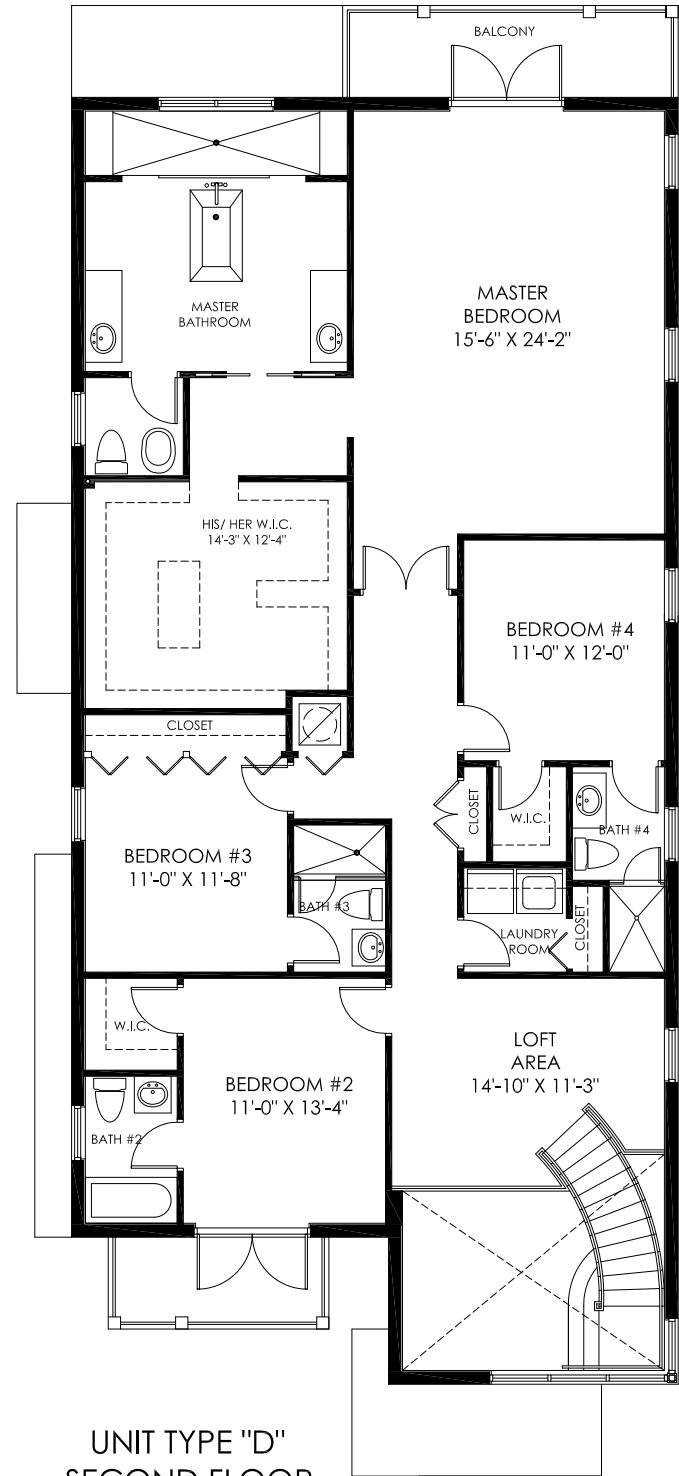 BALCONY
MASTER
BEDROOM
15'-6" X 24'-2"
MASTER
BATHROOM
HIS/ HER W.I.C.
14'-3" X 12'-4"
BEDROOM #4
11'-0" X 12'-0"
CLOSET
CLOSET
W.I.C.
BATH #4
BEDROOM #3
11'-0" X 11'-8"
BATH #3
LAUNDRY
ROOM
CLOSET
W.I.C.
LOFT
AREA
14'-10" X 11'-3"
BEDROOM #2
11'-0" X 13'-4"
BATH #2
UNIT TYPE "D"
SECOND FLOOR